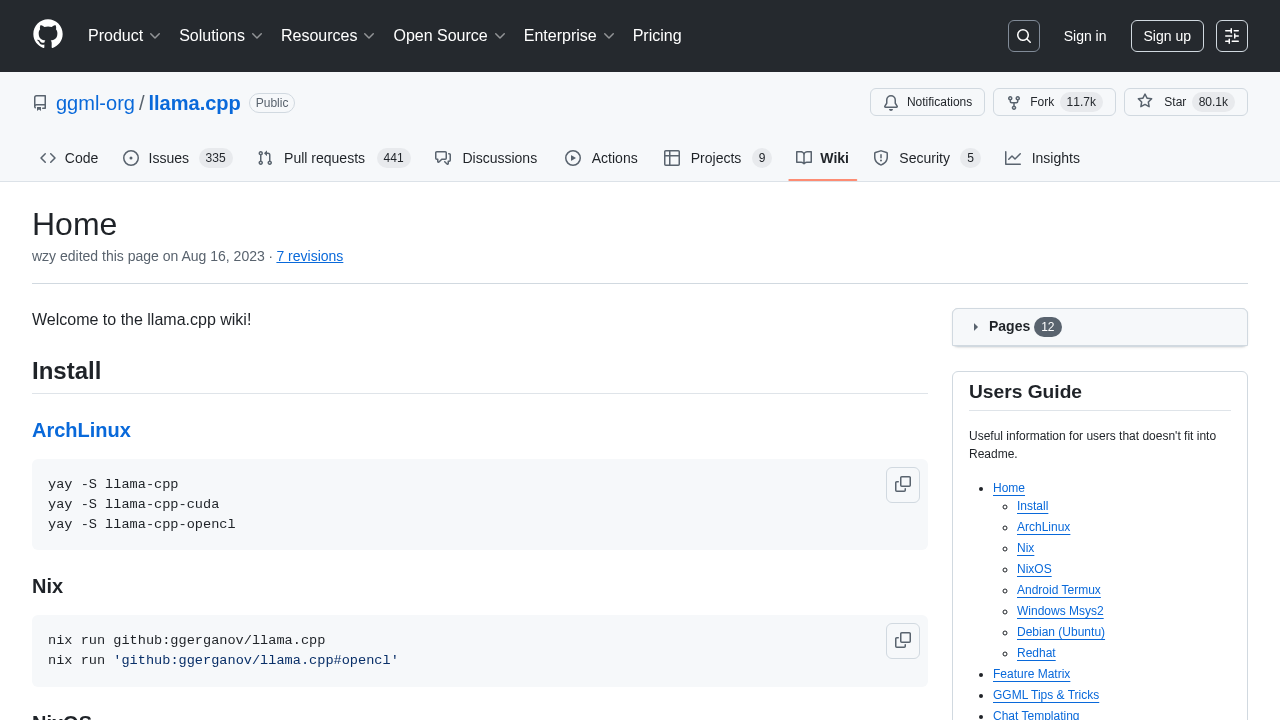 Product Solutions Resources Open Source Enterprise Pricing Sign in Sign up
ggml-org / llama.cpp Public Notifications Fork 11.7k Star 80.1k
Code Issues 335 Pull requests 441 Discussions Actions Projects 9 Wiki Security 5 Insights
Home
wzy edited this page on Aug 16, 2023 · 7 revisions
Welcome to the llama.cpp wiki!
Install
ArchLinux
yay -S llama-cpp
yay -S llama-cpp-cuda
yay -S llama-cpp-opencl
Nix
nix run github:ggerganov/llama.cpp
nix run 'github:ggerganov/llama.cpp#opencl'
NixOS
Pages 12
Users Guide
Useful information for users that doesn't fit into
Readme.
Home
Install
ArchLinux
Nix
NixOS
Android Termux
Windows Msys2
Debian (Ubuntu)
Redhat
Feature Matrix
GGML Tips & Tricks
Chat Templating